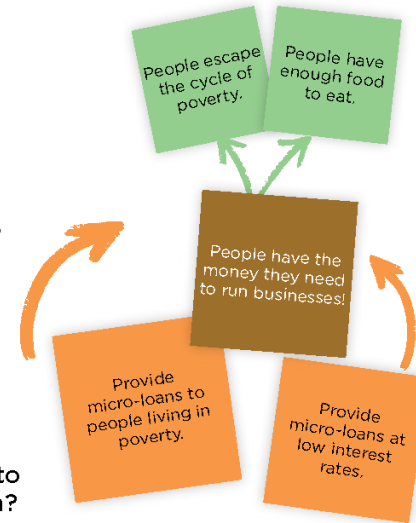 People escape
the cycle of
poverty.
People have
enough food
to eat.
People have the
money they need
to run businesses!
Provide
micro-loans to
people living in
poverty.
Provide
micro-loans at
low interest
rates.
to
?